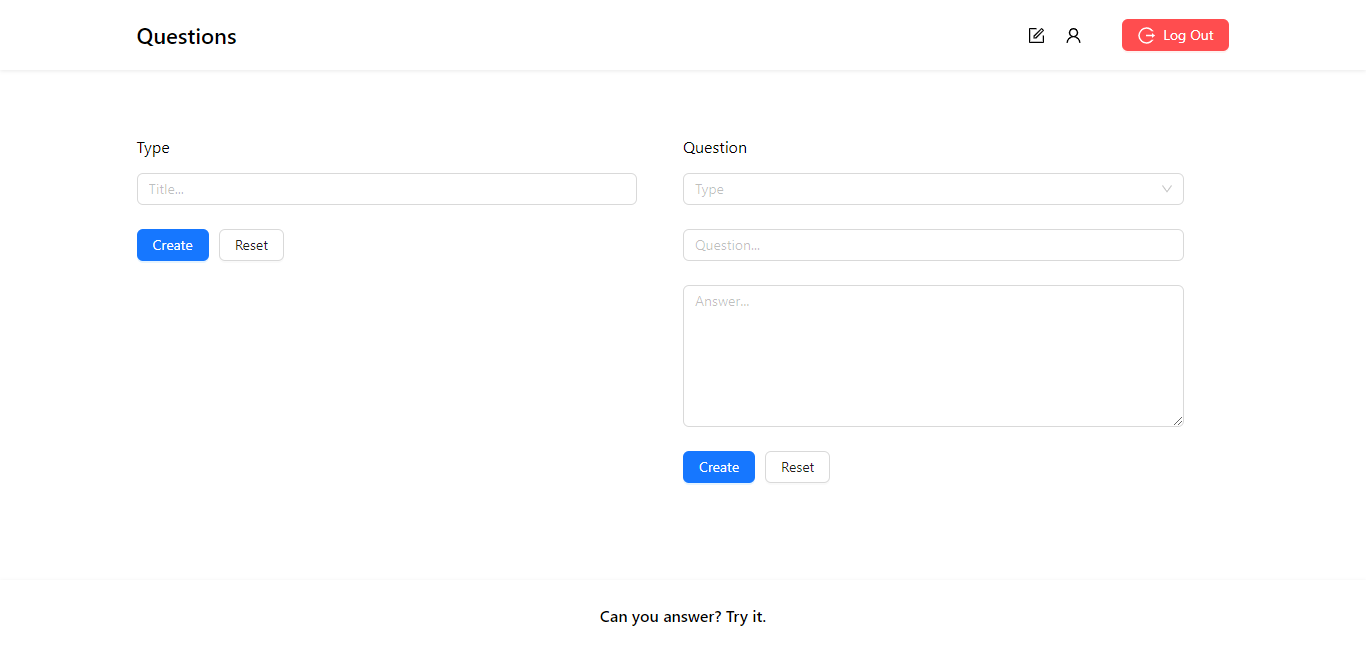 Questions
Log Out
Type
Title...
Create Reset
Question
Type
Question...
Answer...
Create Reset
Can you answer? Try it.